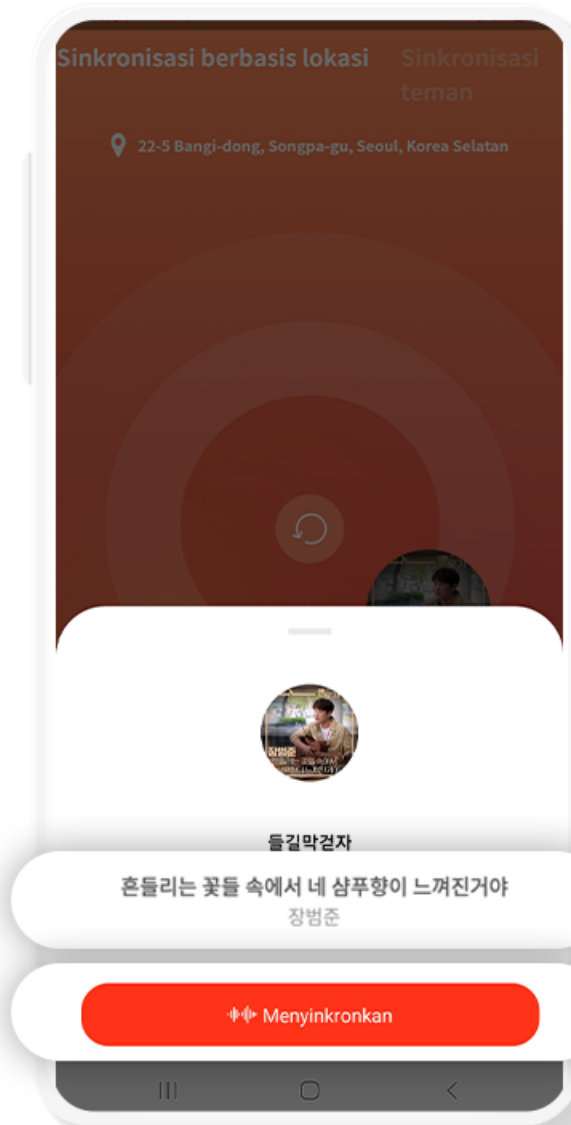 Sinkronisasi berbasis lokasi
Sinkronisasi
teman
22-5 Bangi-dong, Songpa-gu, Seoul, Korea Selatan
장범준
들길막걷자
흔들리는 꽃들 속에서 네 샴푸향이 느껴진거야
장범준
Menyinkronkan